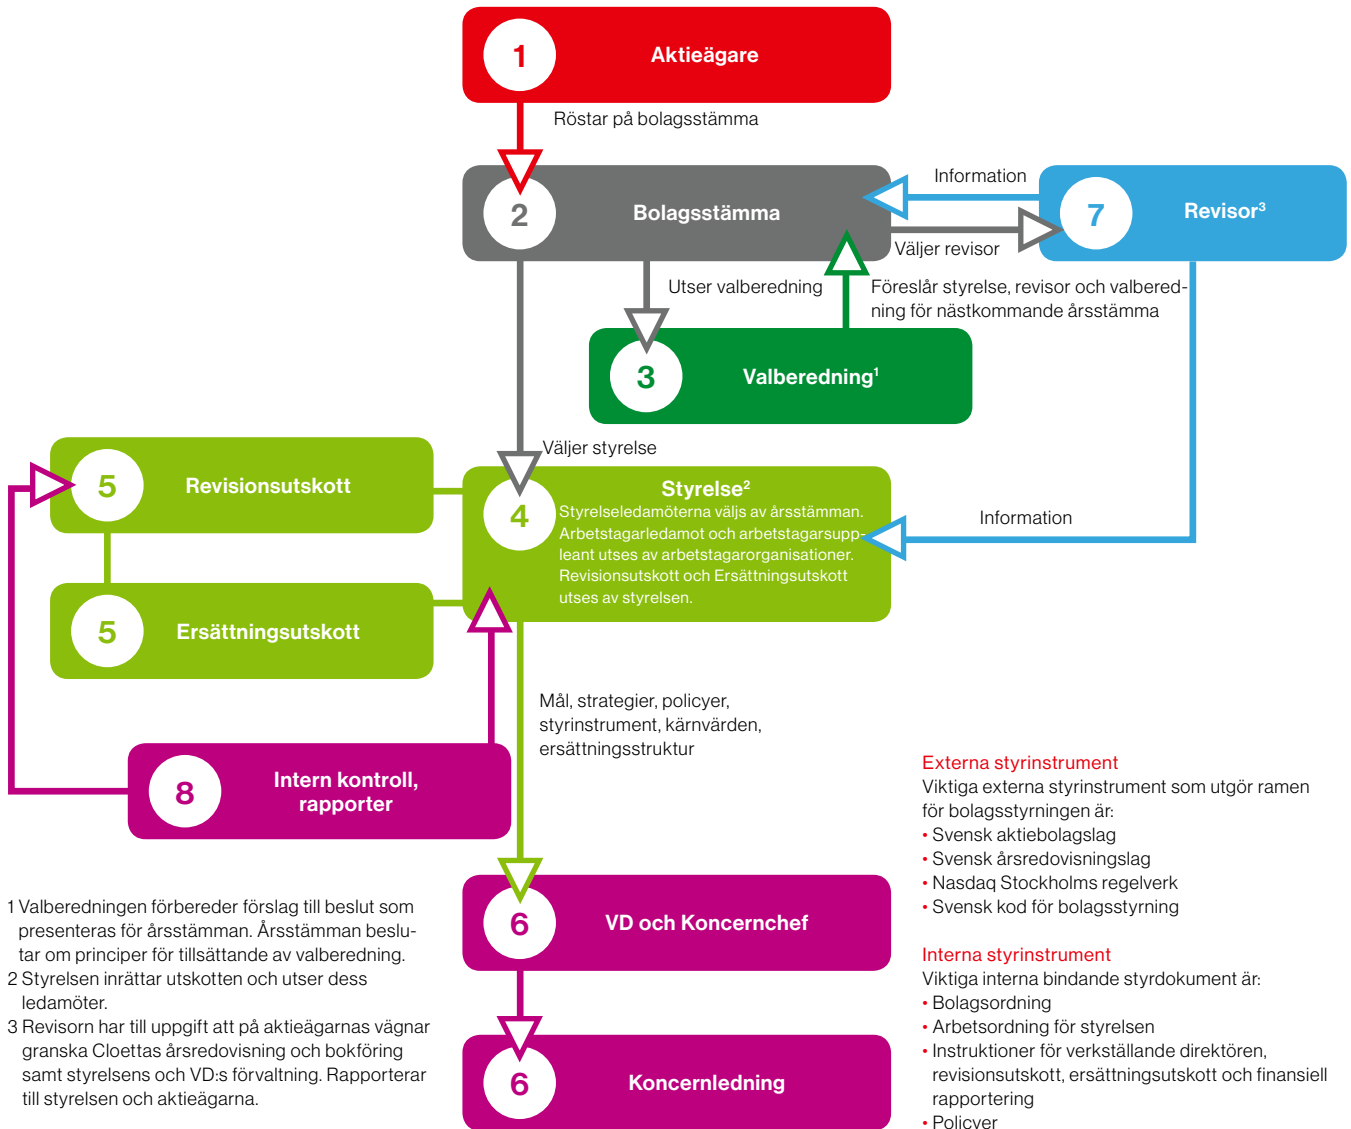 1
Aktieägare
Röstar på bolagsstämma
2
Bolagsstämma
Information
7
Revisor³
Väljer revisor
Utser valberedning
Föreslår styrelse, revisor och valbered-
ning för nästkommande årsstämma
3
Valberedning¹
Väljer styrelse
5
Revisionsutskott
4
Styrelse²
Styrelseledamöterna väljs av årsstämman.
Arbetstagarledamot och arbetstagarsupp-
leant utses av arbetstagarorganisationer.
Revisionsutskott och Ersättningsutskott
utses av styrelsen.
Information
5
Ersättningsutskott
Mål, strategier, policyer,
styrinstrument, kärnvärden,
ersättningsstruktur
8
Intern kontroll,
rapporter
6
VD och Koncernchef
6
Koncernledning
1 Valberedningen förbereder förslag till beslut som
presenteras för årsstämman. Årsstämman beslu-
tar om principer för tillsättande av valberedning.
2 Styrelsen inrättar utskotten och utser dess
ledamöter.
3 Revisorn har till uppgift att på aktieägarnas vägnar
granska Cloettas årsredovisning och bokföring
samt styrelsens och VD:s förvaltning. Rapporterar
till styrelsen och aktieägarna.
Externa styrinstrument
Viktiga externa styrinstrument som utgör ramen
för bolagsstyrningen är:
• Svensk aktiebolagslag
• Svensk årsredovisningslag
• Nasdaq Stockholms regelverk
• Svensk kod för bolagsstyrning
Interna styrinstrument
Viktiga interna bindande styrdokument är:
• Bolagsordning
• Arbetsordning för styrelsen
• Instruktioner för verkställande direktören,
revisionsutskott, ersättningsutskott och finansiell
rapportering
• Policyer